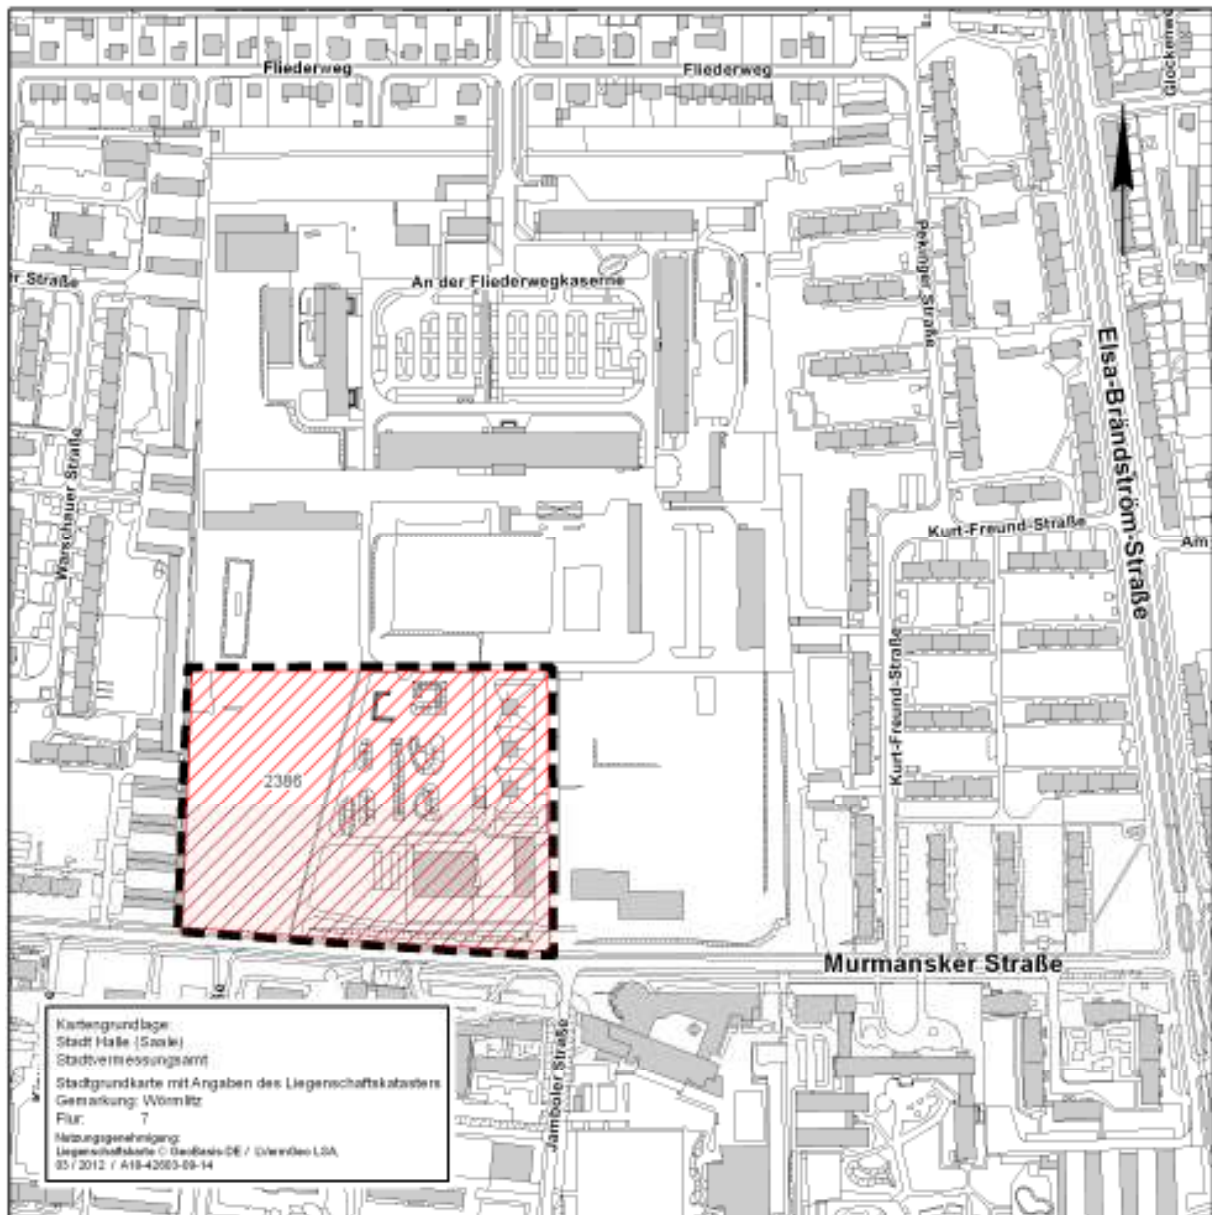 Fliederweg
Fliederweg
Glockenwe
r Straße
An der Fliederwegkaserne
Pekinger Straße
Elsa-Brändström-Straße
Warschauer Straße
Kurt-Freund-Straße
Am
Kurt-Freund-Straße
2386
Murmansker Straße
Jamboler Straße
Kartengrundlage:
Stadt Halle (Saale)
Stadtvermessungsamt
Stadtgrundkarte mit Angaben des Liegenschaftskatasters
Gemarkung: Wörmlitz
Flur: 7
Nutzungsgenehmigung:
Liegenschaftskarte © GeoBasis-DE / LVermGeo LSA,
03 / 2012 / A18-42603-09-14